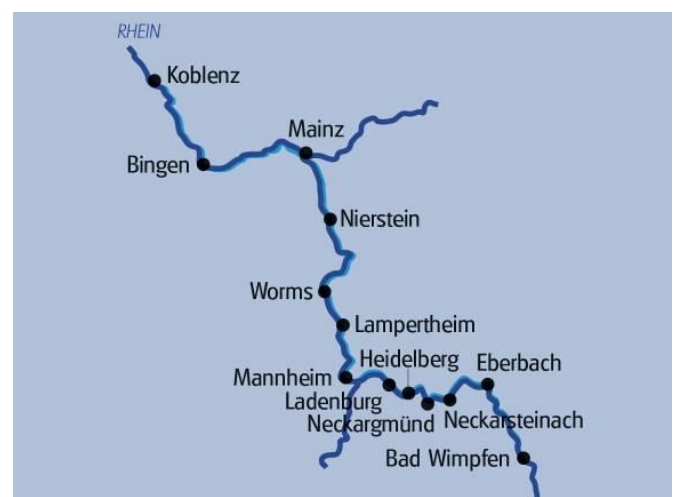 RHEIN
Koblenz
Mainz
Bingen
Nierstein
Worms
Lampertheim
Heidelberg
Eberbach
Mannheim
Ladenburg
Neckargmünd
Neckarsteinach
Bad Wimpfen